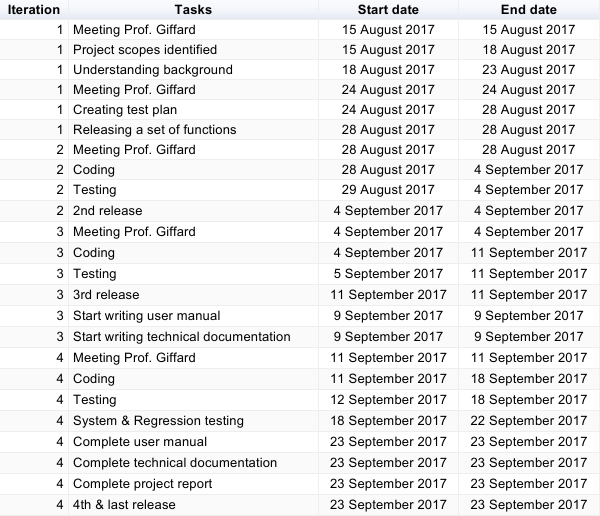 Iteration Tasks Start date End date
1 Meeting Prof. Giffard 15 August 2017 15 August 2017
1 Project scopes identified 15 August 2017 18 August 2017
1 Understanding background 18 August 2017 23 August 2017
1 Meeting Prof. Giffard 24 August 2017 24 August 2017
1 Creating test plan 24 August 2017 28 August 2017
1 Releasing a set of functions 28 August 2017 28 August 2017
2 Meeting Prof. Giffard 28 August 2017 28 August 2017
2 Coding 28 August 2017 4 September 2017
2 Testing 29 August 2017 4 September 2017
2 2nd release 4 September 2017 4 September 2017
3 Meeting Prof. Giffard 4 September 2017 4 September 2017
3 Coding 4 September 2017 11 September 2017
3 Testing 5 September 2017 11 September 2017
3 3rd release 11 September 2017 11 September 2017
3 Start writing user manual 9 September 2017 9 September 2017
3 Start writing technical documentation 9 September 2017 9 September 2017
4 Meeting Prof. Giffard 11 September 2017 11 September 2017
4 Coding 11 September 2017 18 September 2017
4 Testing 12 September 2017 18 September 2017
4 System & Regression testing 18 September 2017 22 September 2017
4 Complete user manual 23 September 2017 23 September 2017
4 Complete technical documentation 23 September 2017 23 September 2017
4 Complete project report 23 September 2017 23 September 2017
4 4th & last release 23 September 2017 23 September 2017